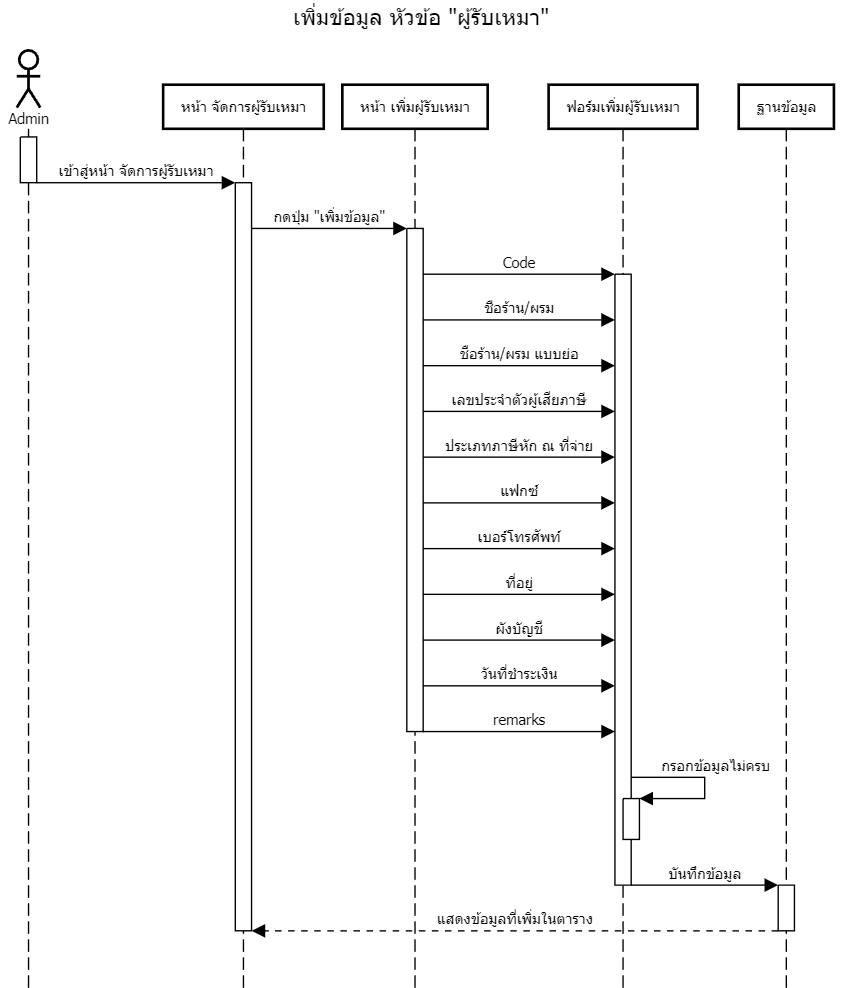 เพิ่มข้อมูล หัวข้อ "ผู้รับเหมา"
Admin
หน้า จัดการผู้รับเหมา
หน้า เพิ่มผู้รับเหมา
ฟอร์มเพิ่มผู้รับเหมา
ฐานข้อมูล
เข้าสู่หน้า จัดการผู้รับเหมา
กดปุ่ม "เพิ่มข้อมูล"
Code
ชื่อร้าน/ผรม
ชื่อร้าน/ผรม แบบย่อ
เลขประจำตัวผู้เสียภาษี
ประเภทภาษีหัก ณ ที่จ่าย
แฟกซ์
เบอร์โทรศัพท์
ที่อยู่
ผังบัญชี
วันที่ชำระเงิน
remarks
กรอกข้อมูลไม่ครบ
บันทึกข้อมูล
แสดงข้อมูลที่เพิ่มในตาราง